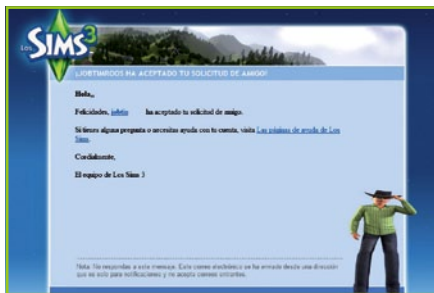 Los SIMS 3
HA ACEPTADO TU SOLICITUD DE AMIGO!
Hola,
Felicidades, ha aceptado tu solicitud de amigo.
Si tienes alguna pregunta o necesitas ayuda con tu cuenta, visita Las páginas de ayuda de Los
Sims.
Cordialmente,
El equipo de Los Sims 3
Nota: No respondas a este mensaje. Este correo electrónico se ha enviado desde una dirección
que es solo para notificaciones y no acepta correos entrantes.